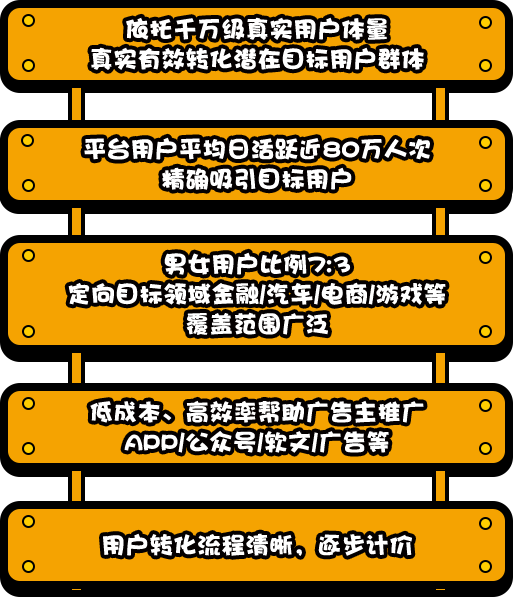 依托千万级真实用户体量
真实有效转化潜在目标用户群体
平台用户平均日活跃近80万人次
精确吸引目标用户
男女用户比例7:3
定向目标领域金融/汽车/电商/游戏等
覆盖范围广泛
低成本、高效率帮助广告主推广
APP/公众号/软文/广告等
用户转化流程清晰，逐步计价